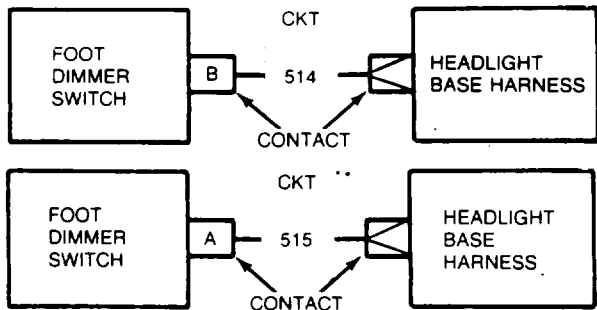 CKT
FOOT
DIMMER
SWITCH
B
514
HEADLIGHT
BASE HARNESS
CONTACT
CKT
FOOT
DIMMER
SWITCH
A
515
HEADLIGHT
BASE
HARNESS
CONTACT